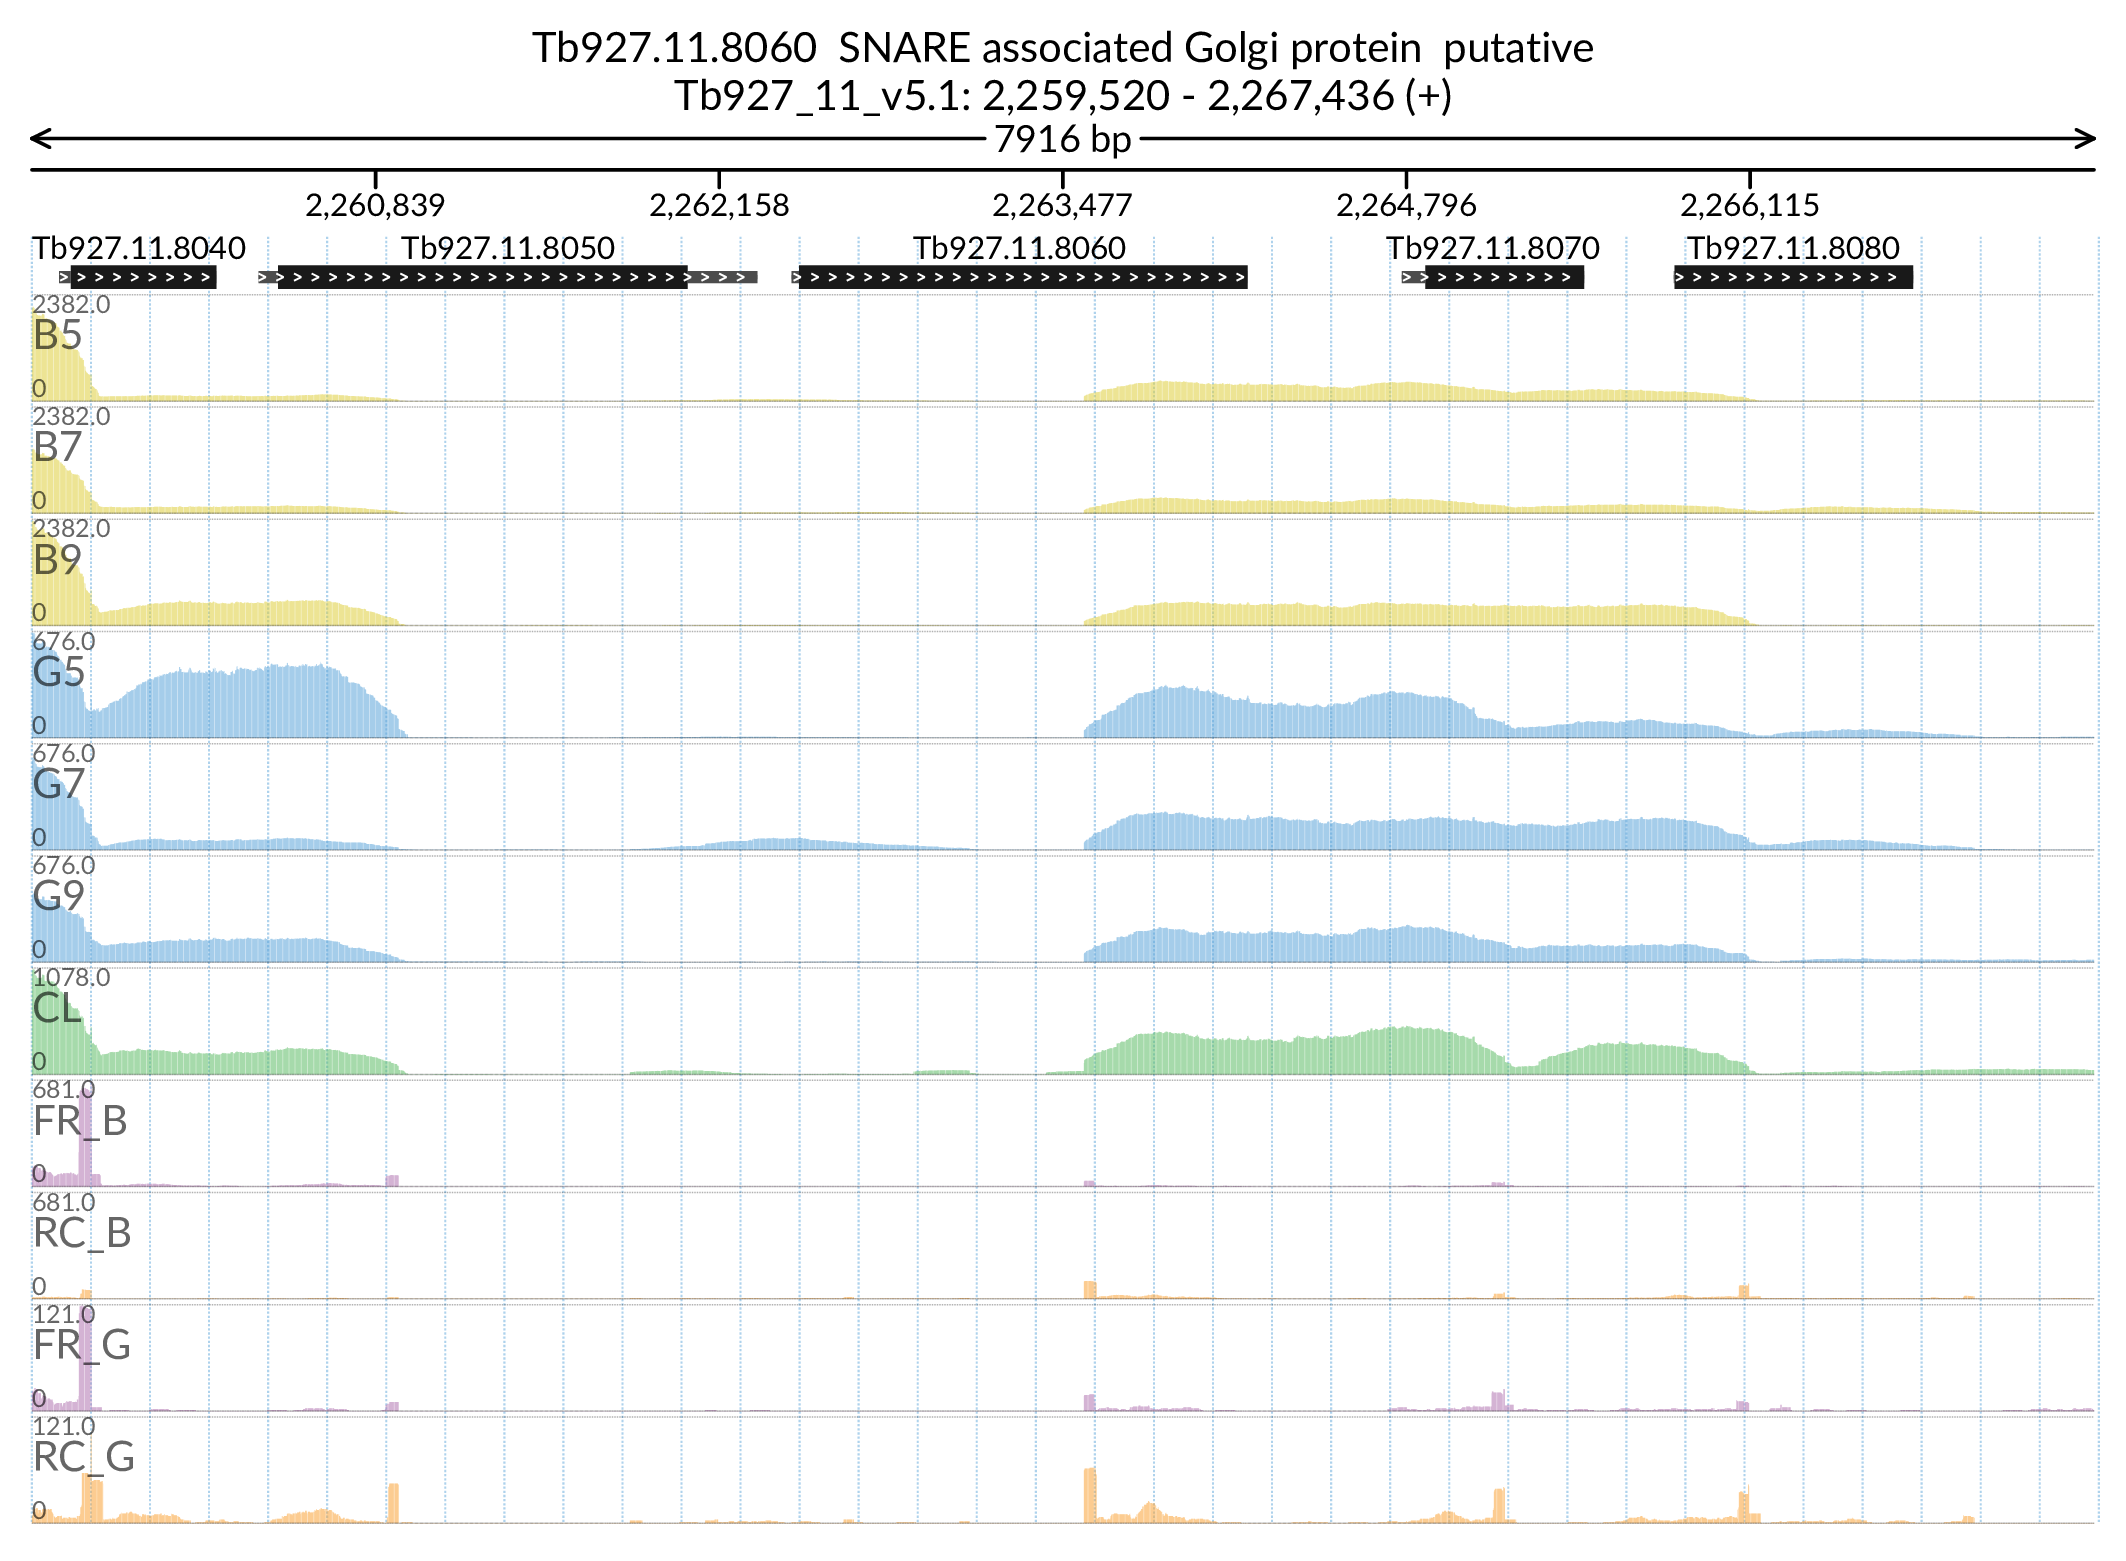 Tb927.11.8060  SNARE associated Golgi protein  putative
Tb927_11_v5.1: 2,259,520 - 2,267,436 (+)
7916 bp
2,260,839 2,262,158 2,263,477 2,264,796 2,266,115
Tb927.11.8040 Tb927.11.8050 Tb927.11.8060 Tb927.11.8070 Tb927.11.8080
2382.0
B5
0
2382.0
B7
0
2382.0
B9
0
676.0
G5
0
676.0
G7
0
676.0
G9
0
1078.0
CL
0
681.0
FR_B
0
681.0
RC_B
0
121.0
FR_G
0
121.0
RC_G
0